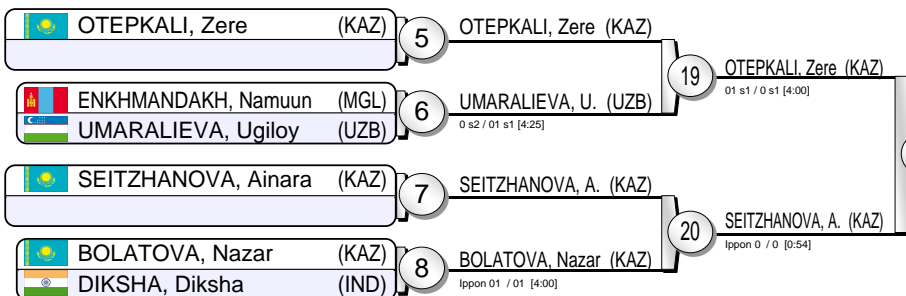 OTEPKALI, Zere (KAZ)
5
OTEPKALI, Zere (KAZ)
19
OTEPKALI, Zere (KAZ)
01 s1 / 0 s1 [4:00]
ENKHMANDAKH, Namuun (MGL)
UMARALIEVA, Ugiloy (UZB)
6
UMARALIEVA, U. (UZB)
0 s2 / 01 s1 [4:25]
SEITZHANOVA, Ainara (KAZ)
7
SEITZHANOVA, A. (KAZ)
20
SEITZHANOVA, A. (KAZ)
Ippon 0 / 0 [0:54]
BOLATOVA, Nazar (KAZ)
DIKSHA, Diksha (IND)
8
BOLATOVA, Nazar (KAZ)
Ippon 01 / 01 [4:00]